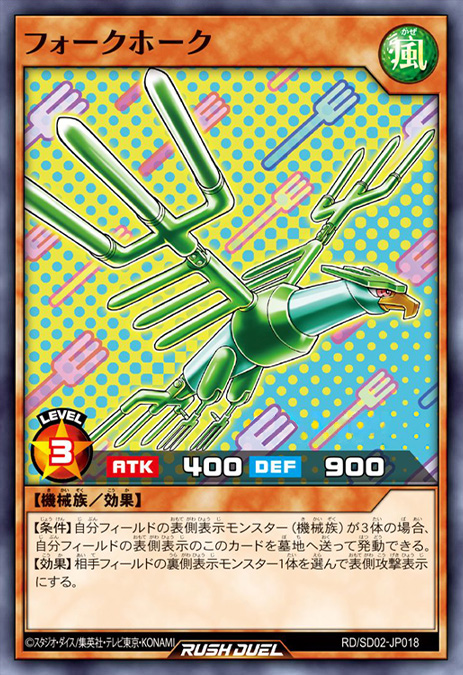 フォークホーク
かぜ
風
LEVEL
3
ATK 400 DEF 900
【機械族／効果】
【条件】自分フィールドの表側表示モンスター(機械族)が3体の場合、
自分フィールドの表側表示のこのカードを墓地へ送って発動できる。
【効果】相手フィールドの裏側表示モンスター1体を選んで表側攻撃表示
にする。
©スタジオ・ダイス/集英社・テレビ東京・KONAMI
RUSH DUEL
RD/SD02-JP018